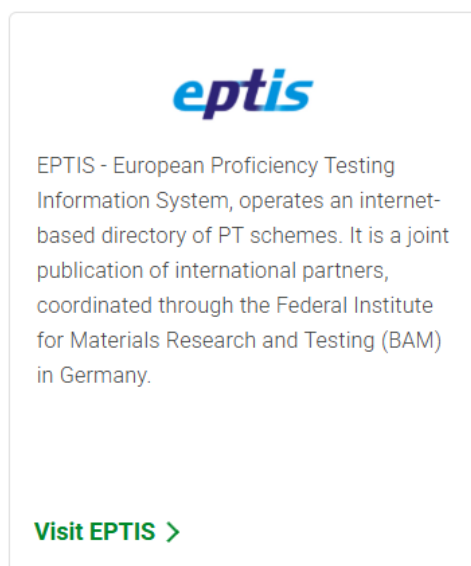 eptis
EPTIS - European Proficiency Testing
Information System, operates an internet-
based directory of PT schemes. It is a joint
publication of international partners,
coordinated through the Federal Institute
for Materials Research and Testing (BAM)
in Germany.
Visit EPTIS >